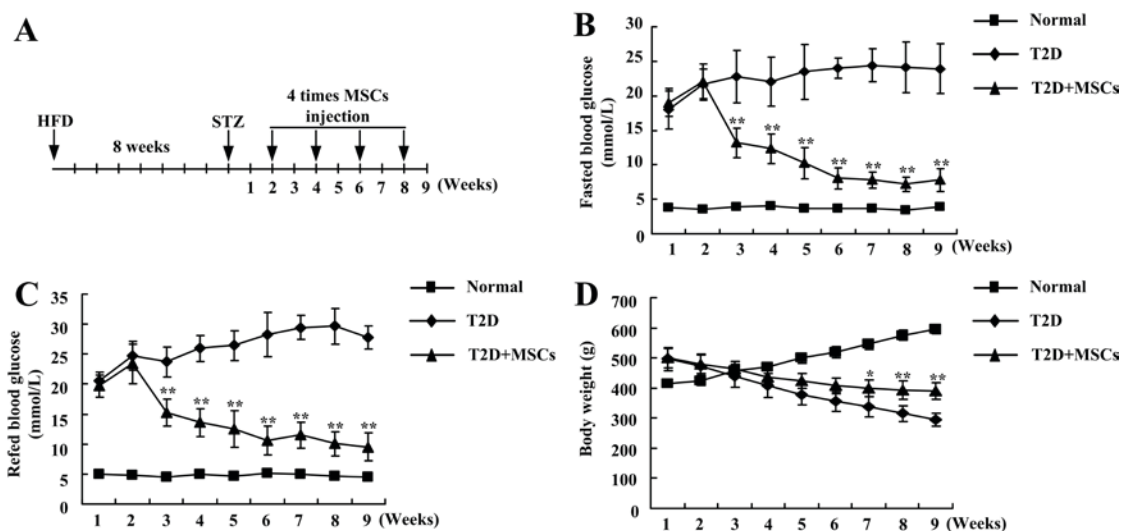 A
HFD
8 weeks
STZ
4 times MSCs
injection
1 2 3 4 5 6 7 8 9 (Weeks)
B
Fasted blood glucose
(mmol/L)
30
25
20
15
10
5
0
** ** ** ** ** ** **
1 2 3 4 5 6 7 8 9 (Weeks)
Normal
T2D
T2D+MSCs
C
Refed blood glucose
(mmol/L)
35
30
25
20
15
10
5
0
** ** ** ** ** ** **
1 2 3 4 5 6 7 8 9 (Weeks)
Normal
T2D
T2D+MSCs
D
Body weight (g)
700
600
500
400
300
200
100
0
* ** **
1 2 3 4 5 6 7 8 9 (Weeks)
Normal
T2D
T2D+MSCs